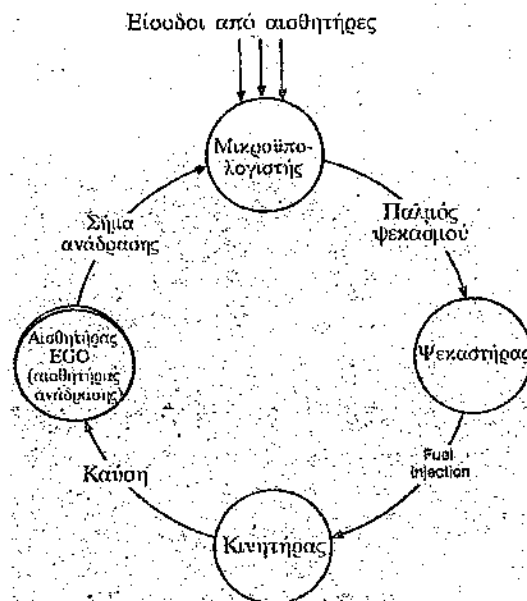 Είσοδοι από αισθητήρες
Μικροϋπο-
λογιστής
Σήμα
ανάδρασης
Παλμός
ψεκασμού
Αισθητήρας
EGO
(αισθητήρας
ανάδρασης)
Ψεκαστήρας
Καύση
Fuel
injection
Κινητήρας